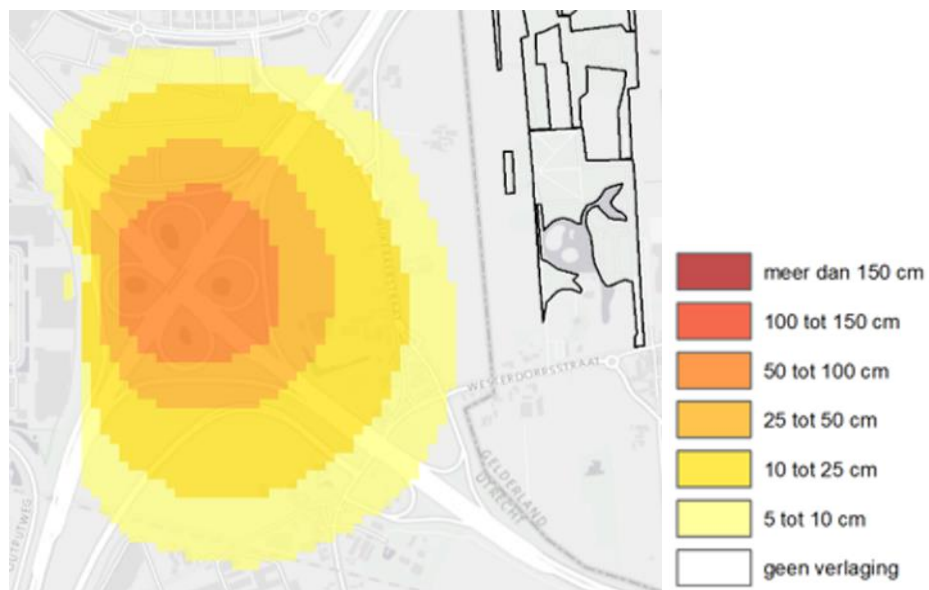 WESTERDORPSSTRAAT
GELDERLAND
UTRECHT
OUTRUTWEG
meer dan 150 cm
100 tot 150 cm
50 tot 100 cm
25 tot 50 cm
10 tot 25 cm
5 tot 10 cm
geen verlaging